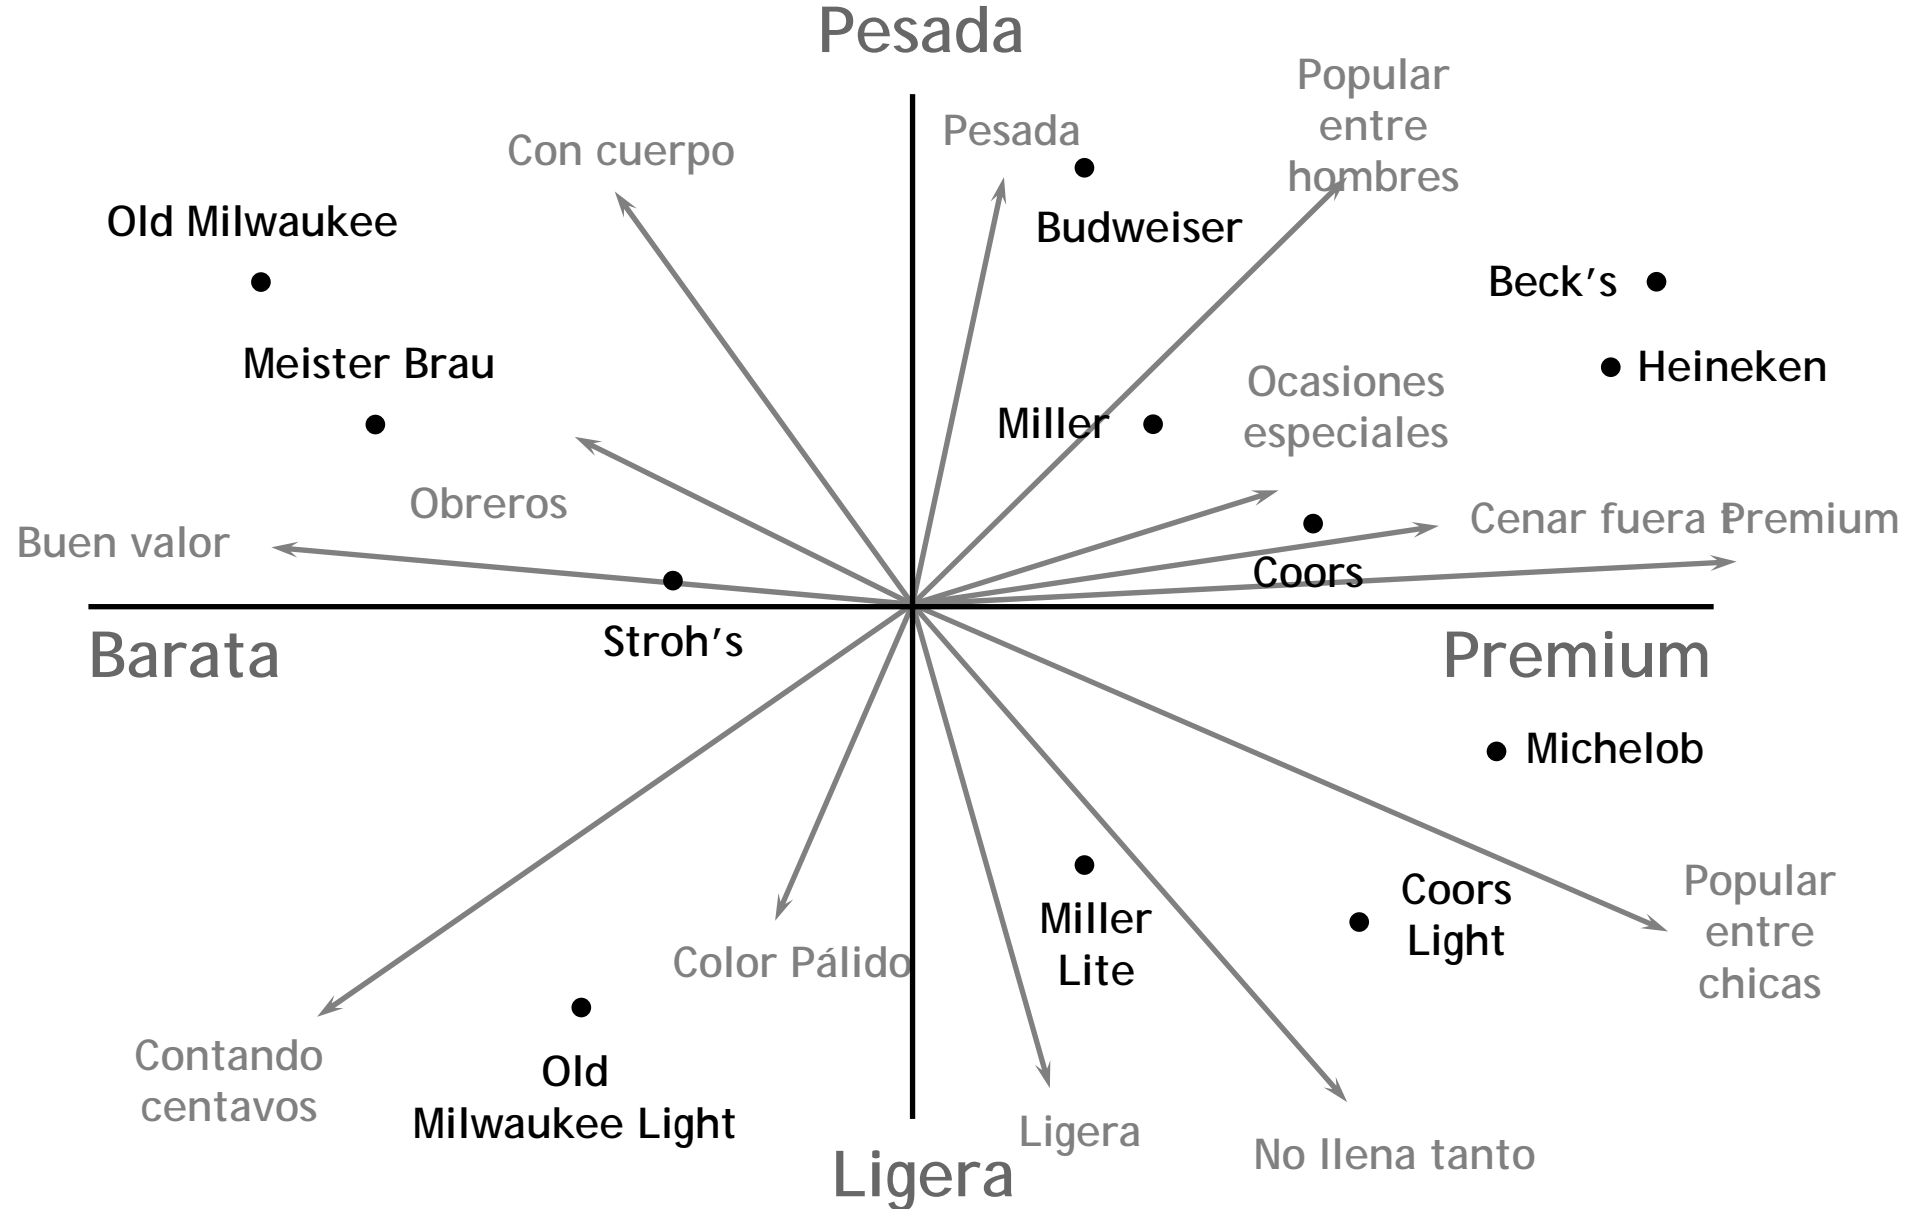 Pesada
Popular
entre
hombres
Pesada
Con cuerpo
Old Milwaukee
Budweiser
Beck's
Heineken
Meister Brau
Ocasiones
especiales
Miller
Obreros
Buen valor
Cenar fuera
Premium
Coors
Stroh's
Barata
Premium
Michelob
Popular
entre
chicas
Coors
Light
Miller
Lite
Color Pálido
Contando
centavos
Old
Milwaukee Light
Ligera
No llena tanto
Ligera